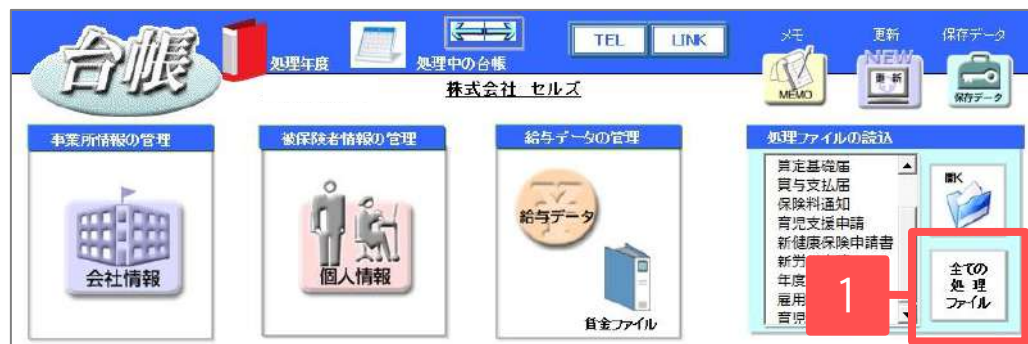 台帳
処理年度
処理中の台帳
TEL
LINK
メモ
MEMO
更新
NEW
更新
保存データ
保存データ
株式会社 セルズ
事業所情報の管理
会社情報
被保険者情報の管理
個人情報
給与データの管理
給与データ
賃金ファイル
処理ファイルの読込
算定基礎届
賞与支払届
保険料通知
育児支援申請
新健康保険申請書
新労
年度
雇用
育児
開く
全ての
処 理
ファイル
1